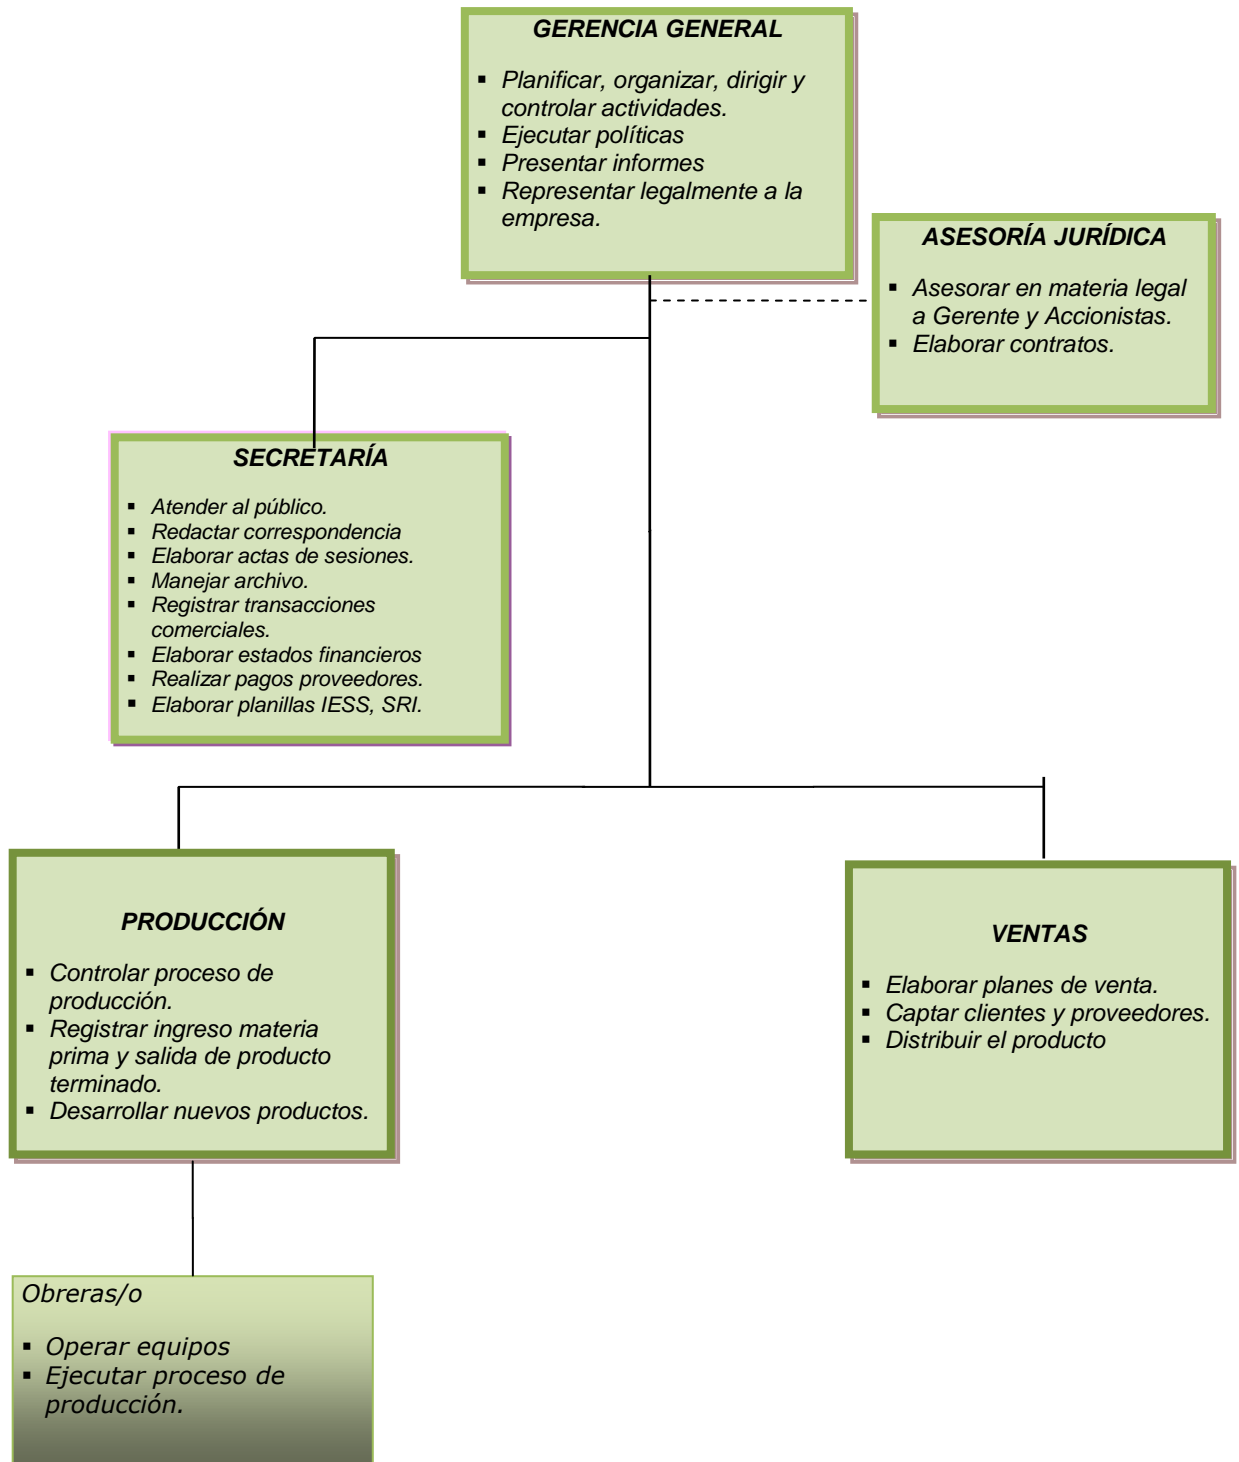 GERENCIA GENERAL
▪ Planificar, organizar, dirigir y
controlar actividades.
▪ Ejecutar políticas
▪ Presentar informes
▪ Representar legalmente a la
empresa.
ASESORÍA JURÍDICA
▪ Asesorar en materia legal
a Gerente y Accionistas.
▪ Elaborar contratos.
SECRETARÍA
▪ Atender al público.
▪ Redactar correspondencia
▪ Elaborar actas de sesiones.
▪ Manejar archivo.
▪ Registrar transacciones
comerciales.
▪ Elaborar estados financieros
▪ Realizar pagos proveedores.
▪ Elaborar planillas IESS, SRI.
PRODUCCIÓN
▪ Controlar proceso de
producción.
▪ Registrar ingreso materia
prima y salida de producto
terminado.
▪ Desarrollar nuevos productos.
VENTAS
▪ Elaborar planes de venta.
▪ Captar clientes y proveedores.
▪ Distribuir el producto
Obreras/o
▪ Operar equipos
▪ Ejecutar proceso de
producción.